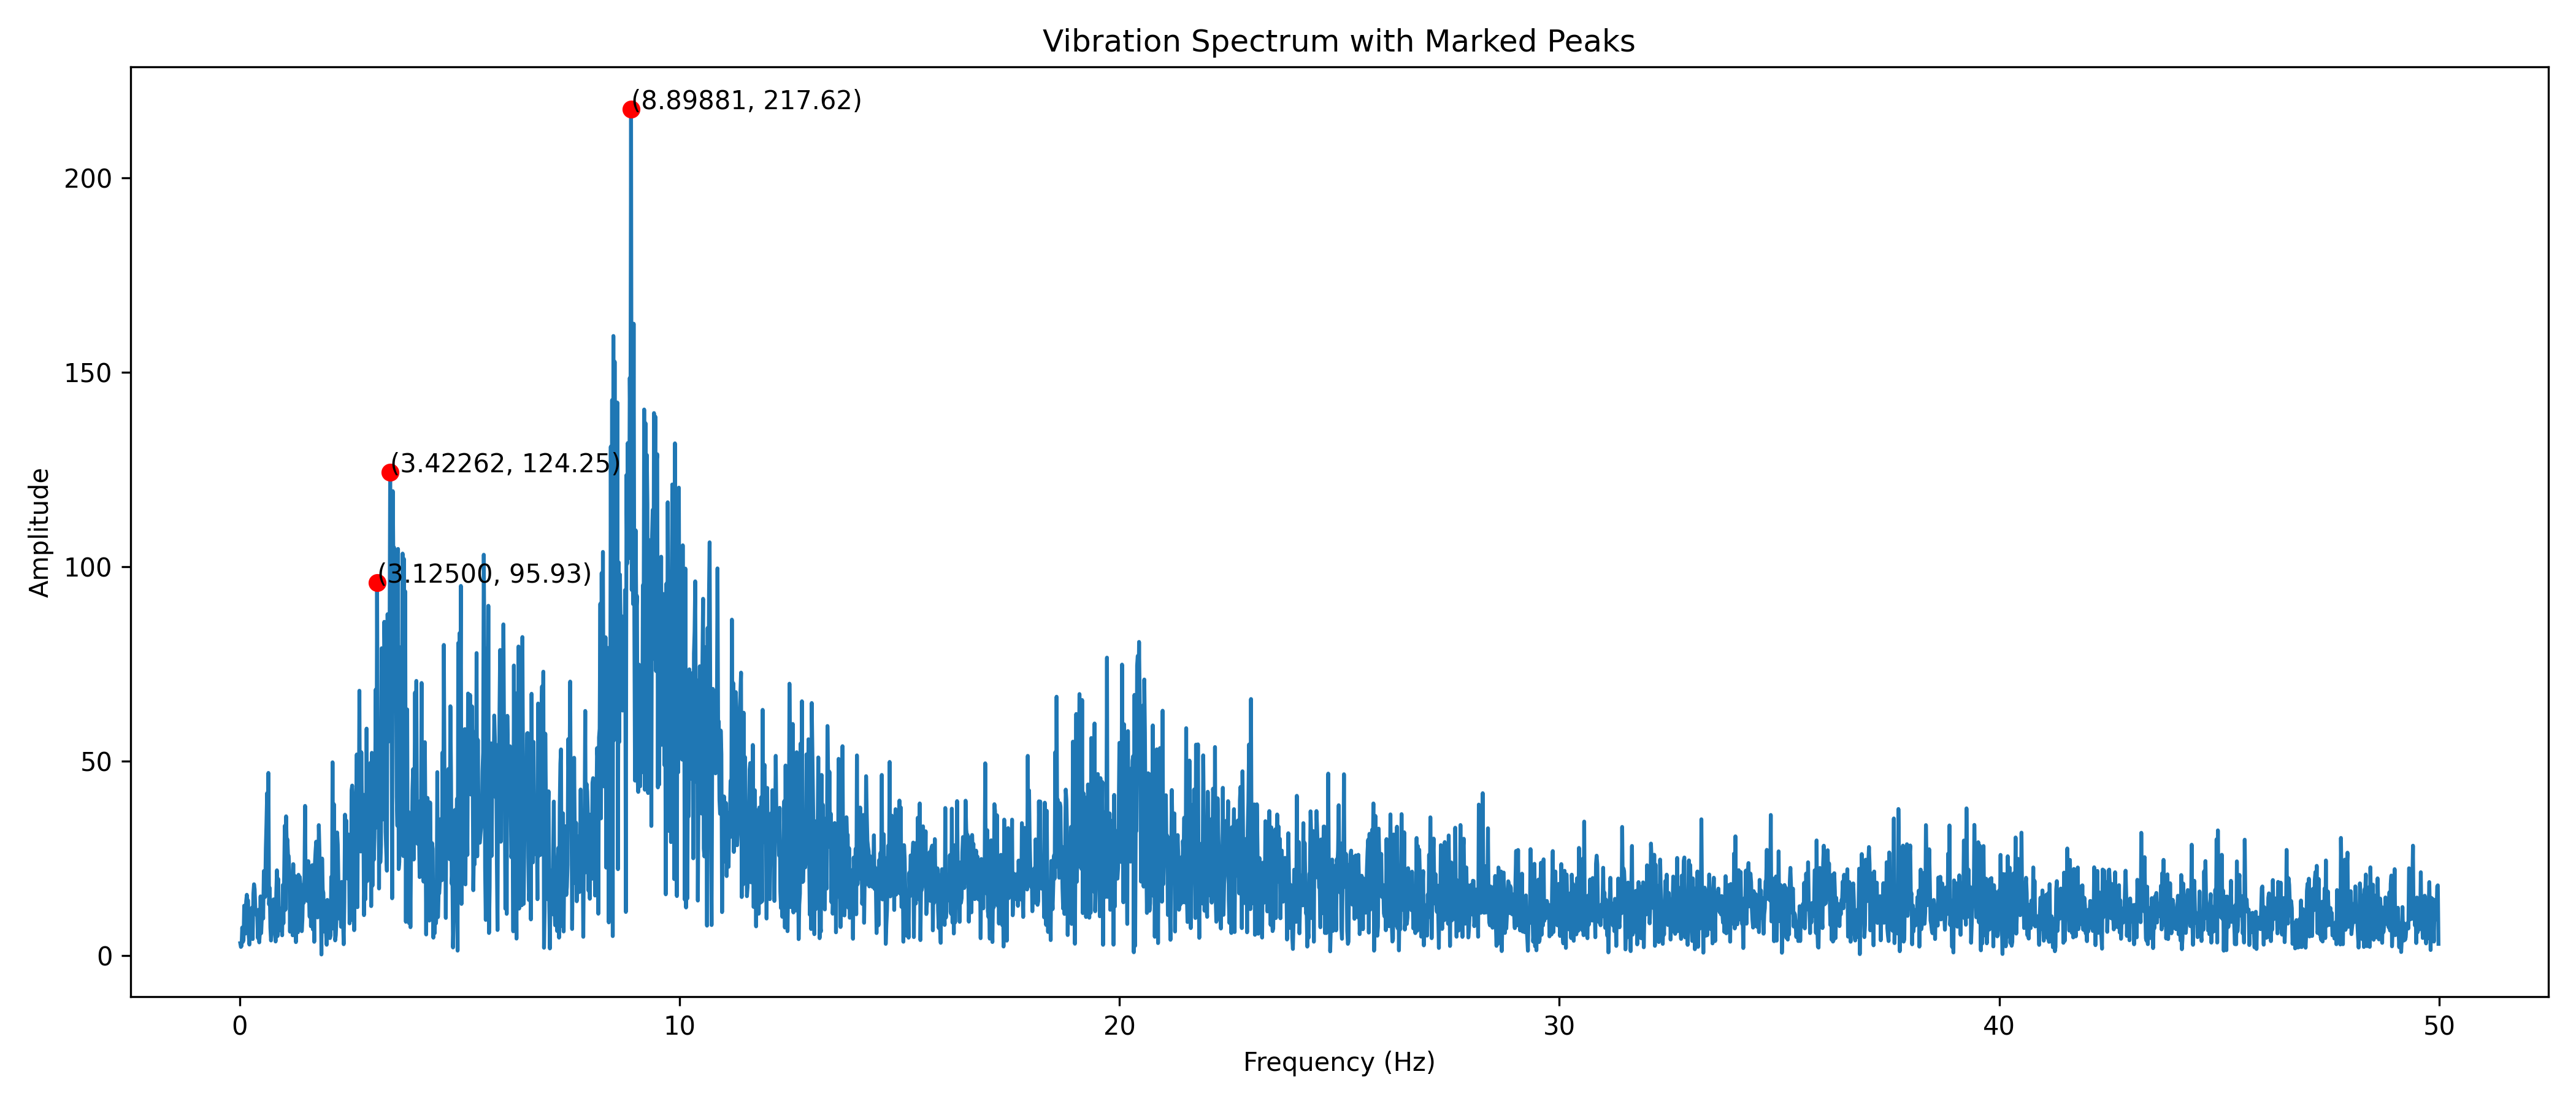 Vibration Spectrum with Marked Peaks
(8.89881, 217.62)
(3.42262, 124.25)
(3.12500, 95.93)
Amplitude
200
150
100
50
0
0 10 20 30 40 50
Frequency (Hz)